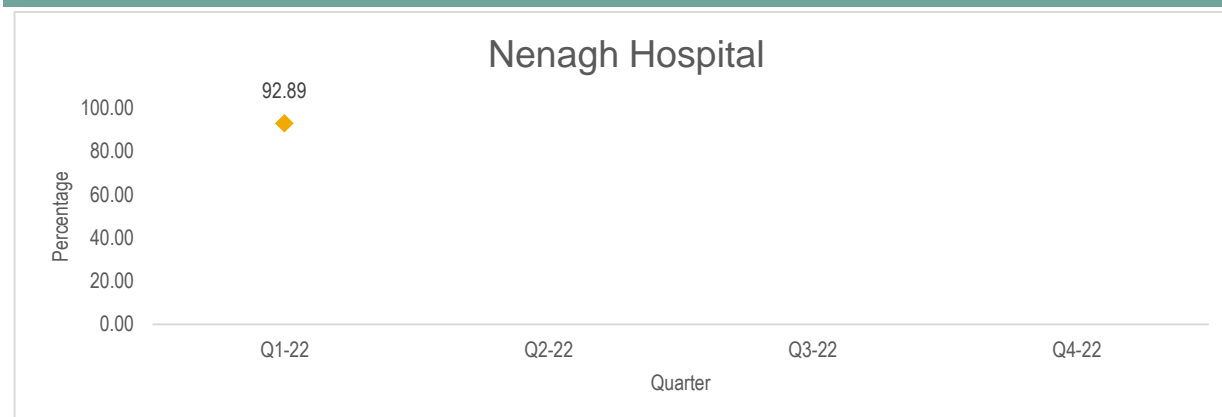 Nenagh Hospital
92.89
100.00
80.00
60.00
40.00
20.00
0.00
Percentage
Q1-22 Q2-22 Q3-22 Q4-22
Quarter